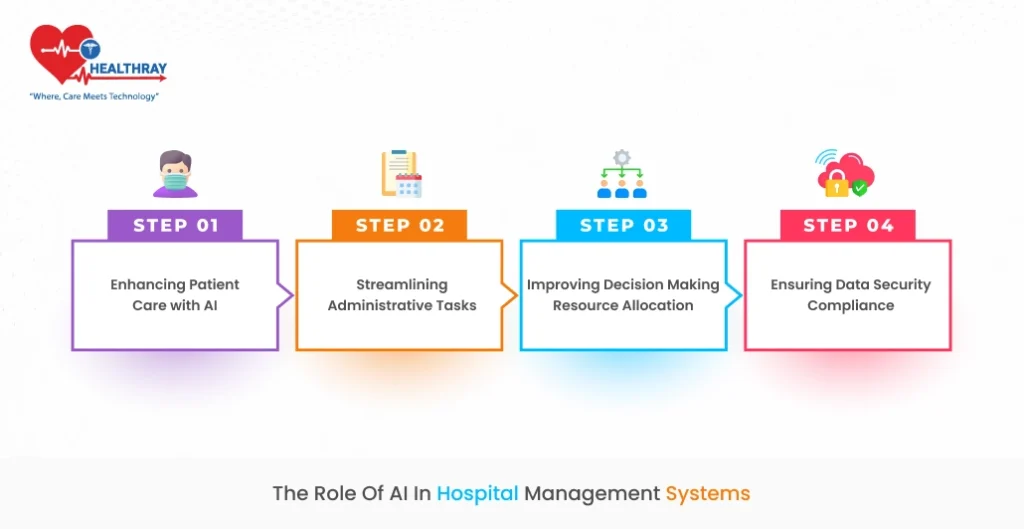 HEALTHRAY
"Where, Care Meets Technology"
STEP 01
Enhancing Patient
Care with AI
STEP 02
Streamlining
Administrative Tasks
STEP 03
Improving Decision Making
Resource Allocation
STEP 04
Ensuring Data Security
Compliance
The Role Of AI In Hospital Management Systems